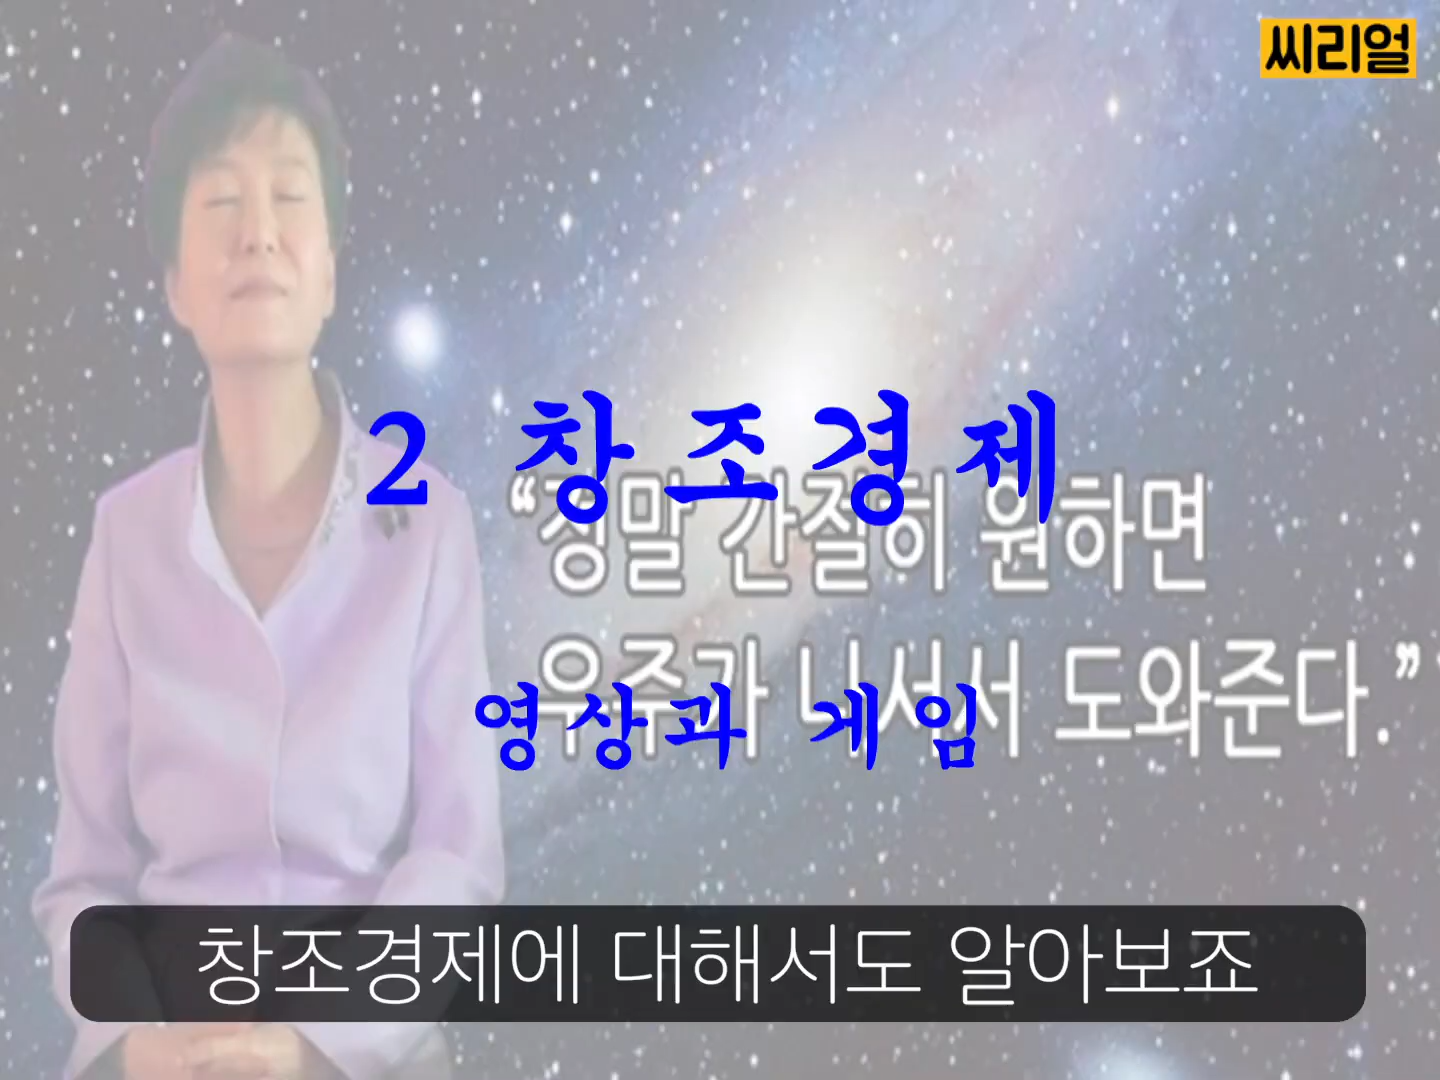 씨리얼
2 창조경제
“정말 간절히 원하면
우주가 나서서 도와준다.”
영상과 게임
창조경제에 대해서도 알아보죠